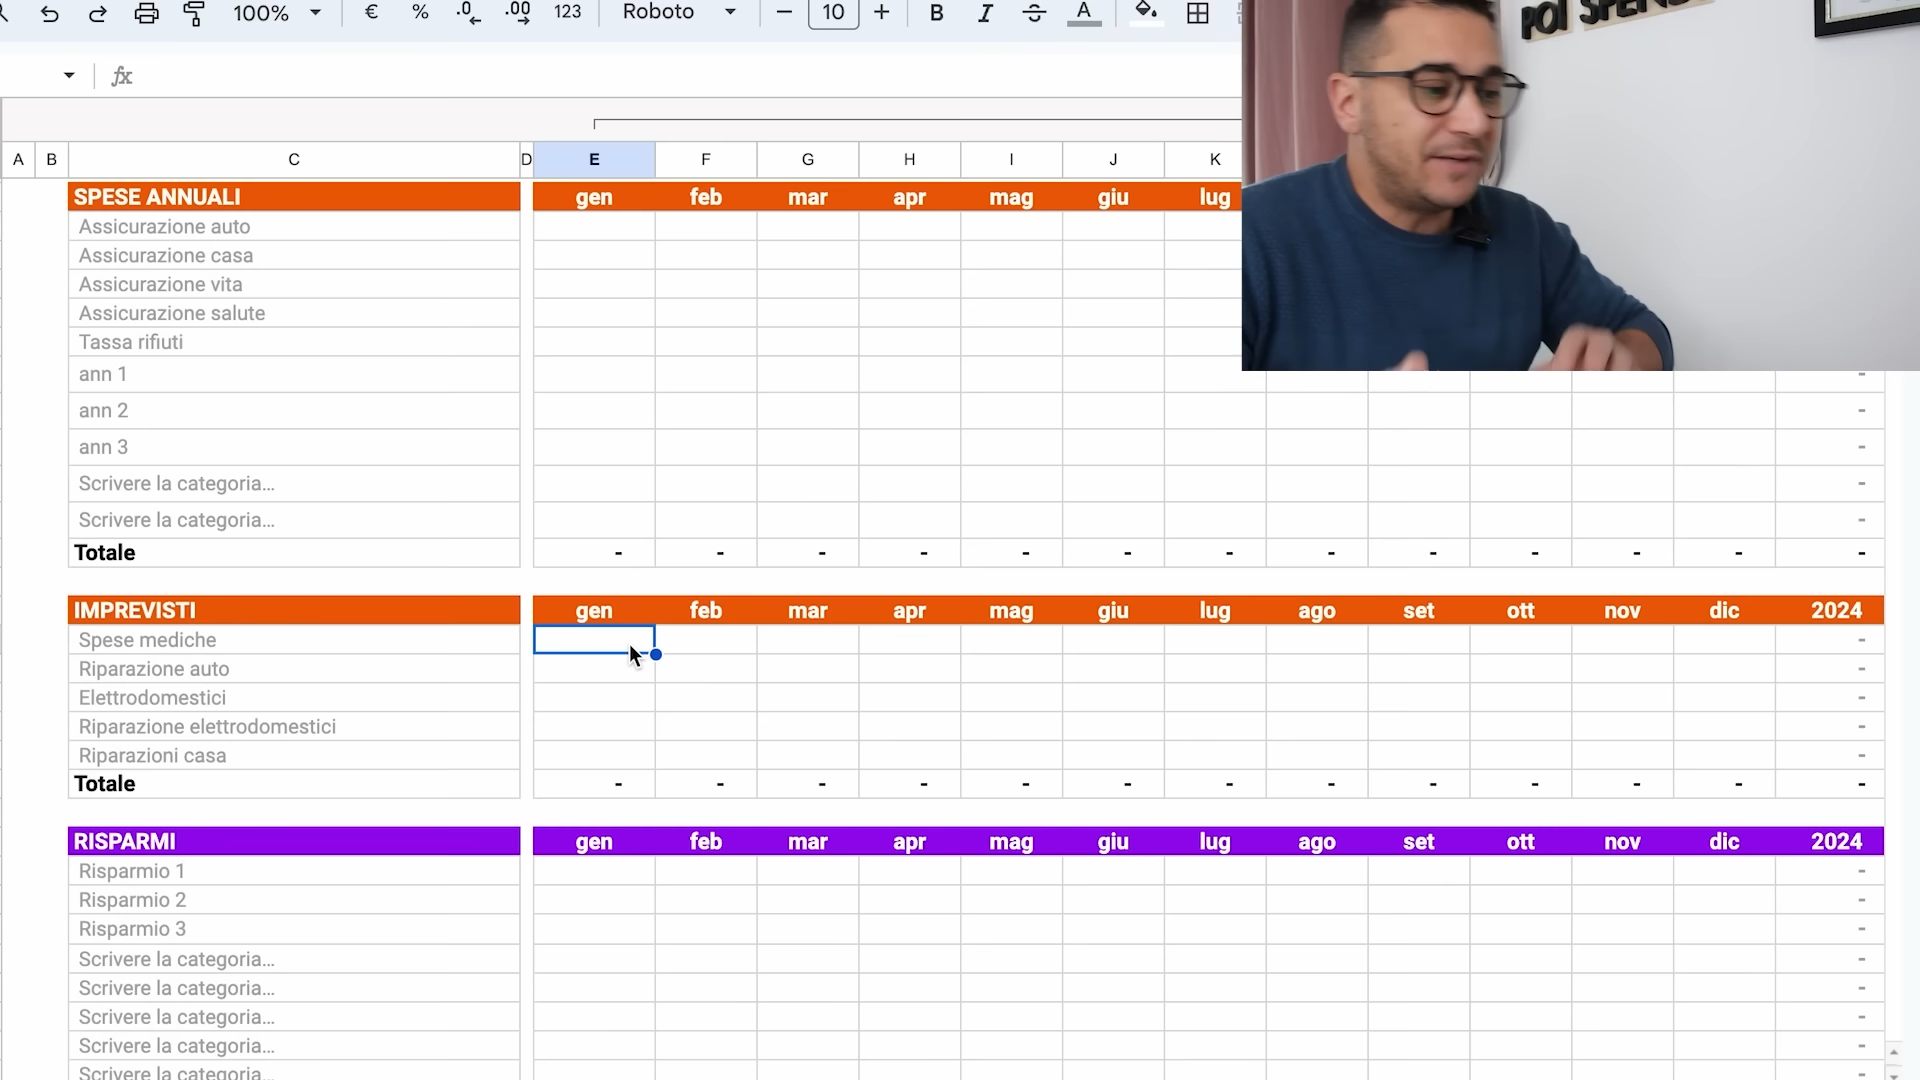 100% € % .0 .00 123 Roboto 10 B I A
POI SPEND
fx
A B C D E F G H I J K
SPESE ANNUALI gen feb mar apr mag giu lug
Assicurazione auto
Assicurazione casa
Assicurazione vita
Assicurazione salute
Tassa rifiuti
ann 1 -
ann 2 -
ann 3 -
Scrivere la categoria... -
Scrivere la categoria... -
Totale - - - - - - - - - - - - -
IMPREVISTI gen feb mar apr mag giu lug ago set ott nov dic 2024
Spese mediche -
Riparazione auto -
Elettrodomestici -
Riparazione elettrodomestici -
Riparazioni casa -
Totale - - - - - - - - - - - - -
RISPARMI gen feb mar apr mag giu lug ago set ott nov dic 2024
Risparmio 1 -
Risparmio 2 -
Risparmio 3 -
Scrivere la categoria... -
Scrivere la categoria... -
Scrivere la categoria... -
Scrivere la categoria... -
Scrivere la categoria... -